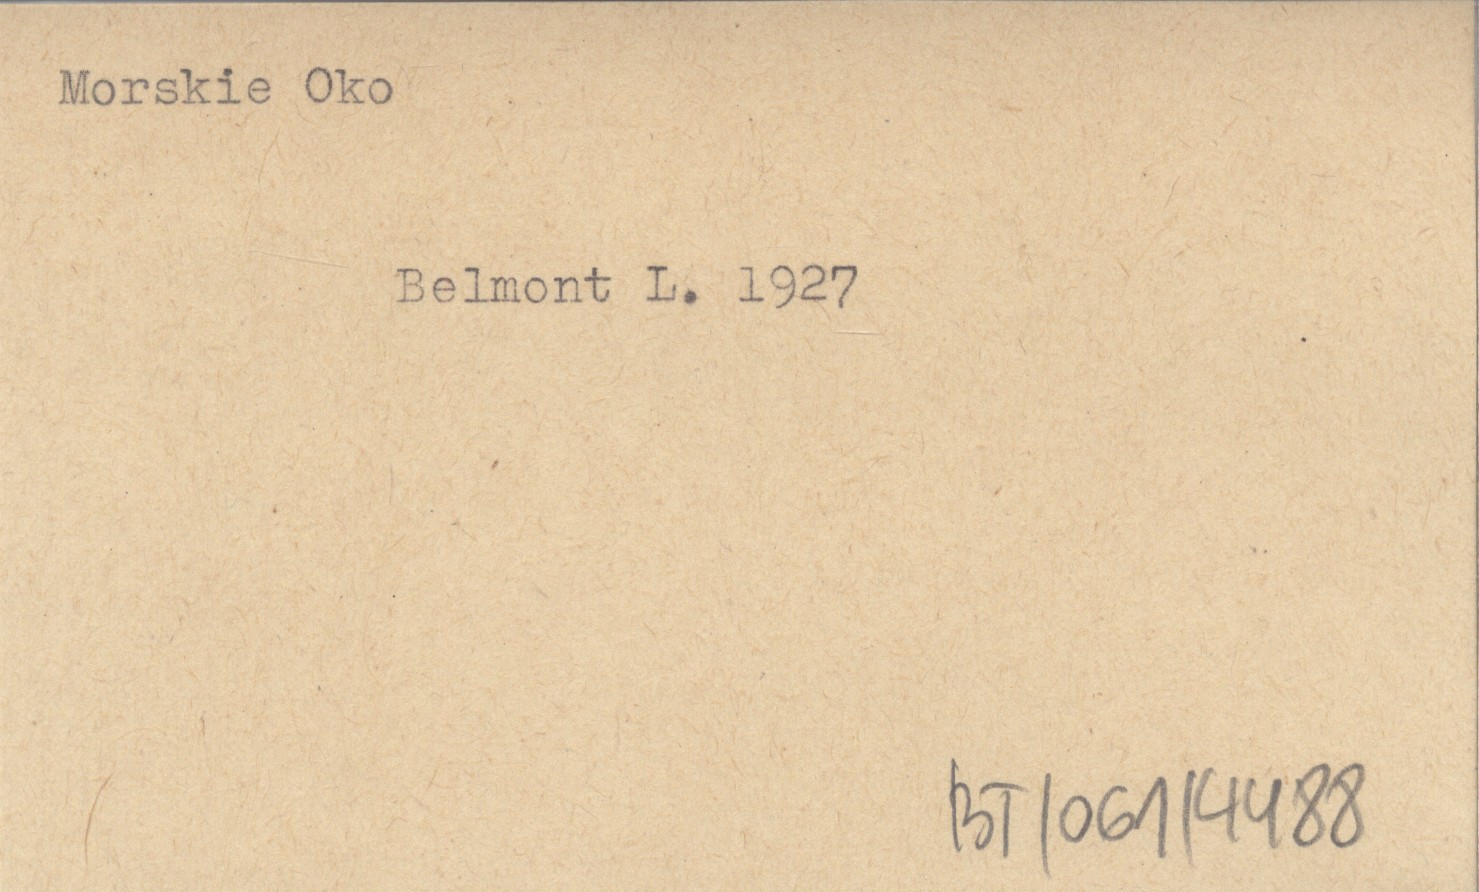 Morskie Oko
Belmont L. 1927
BT/061/4488